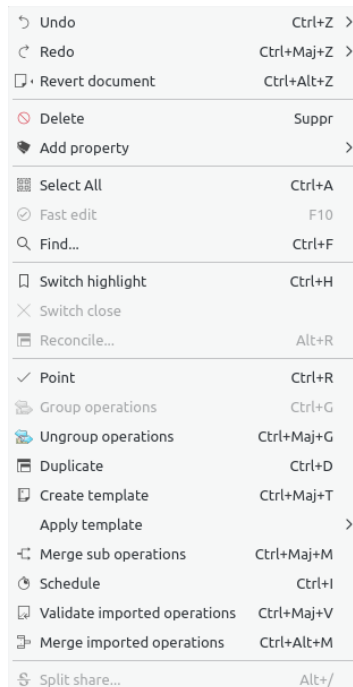 Undo Ctrl+Z
Redo Ctrl+Maj+Z
Revert document Ctrl+Alt+Z
Delete Suppr
Add property
Select All Ctrl+A
Fast edit F10
Find... Ctrl+F
Switch highlight Ctrl+H
Switch close
Reconcile... Alt+R
Point Ctrl+R
Group operations Ctrl+G
Ungroup operations Ctrl+Maj+G
Duplicate Ctrl+D
Create template Ctrl+Maj+T
Apply template
Merge sub operations Ctrl+Maj+M
Schedule Ctrl+I
Validate imported operations Ctrl+Maj+V
Merge imported operations Ctrl+Alt+M
Split share... Alt+/